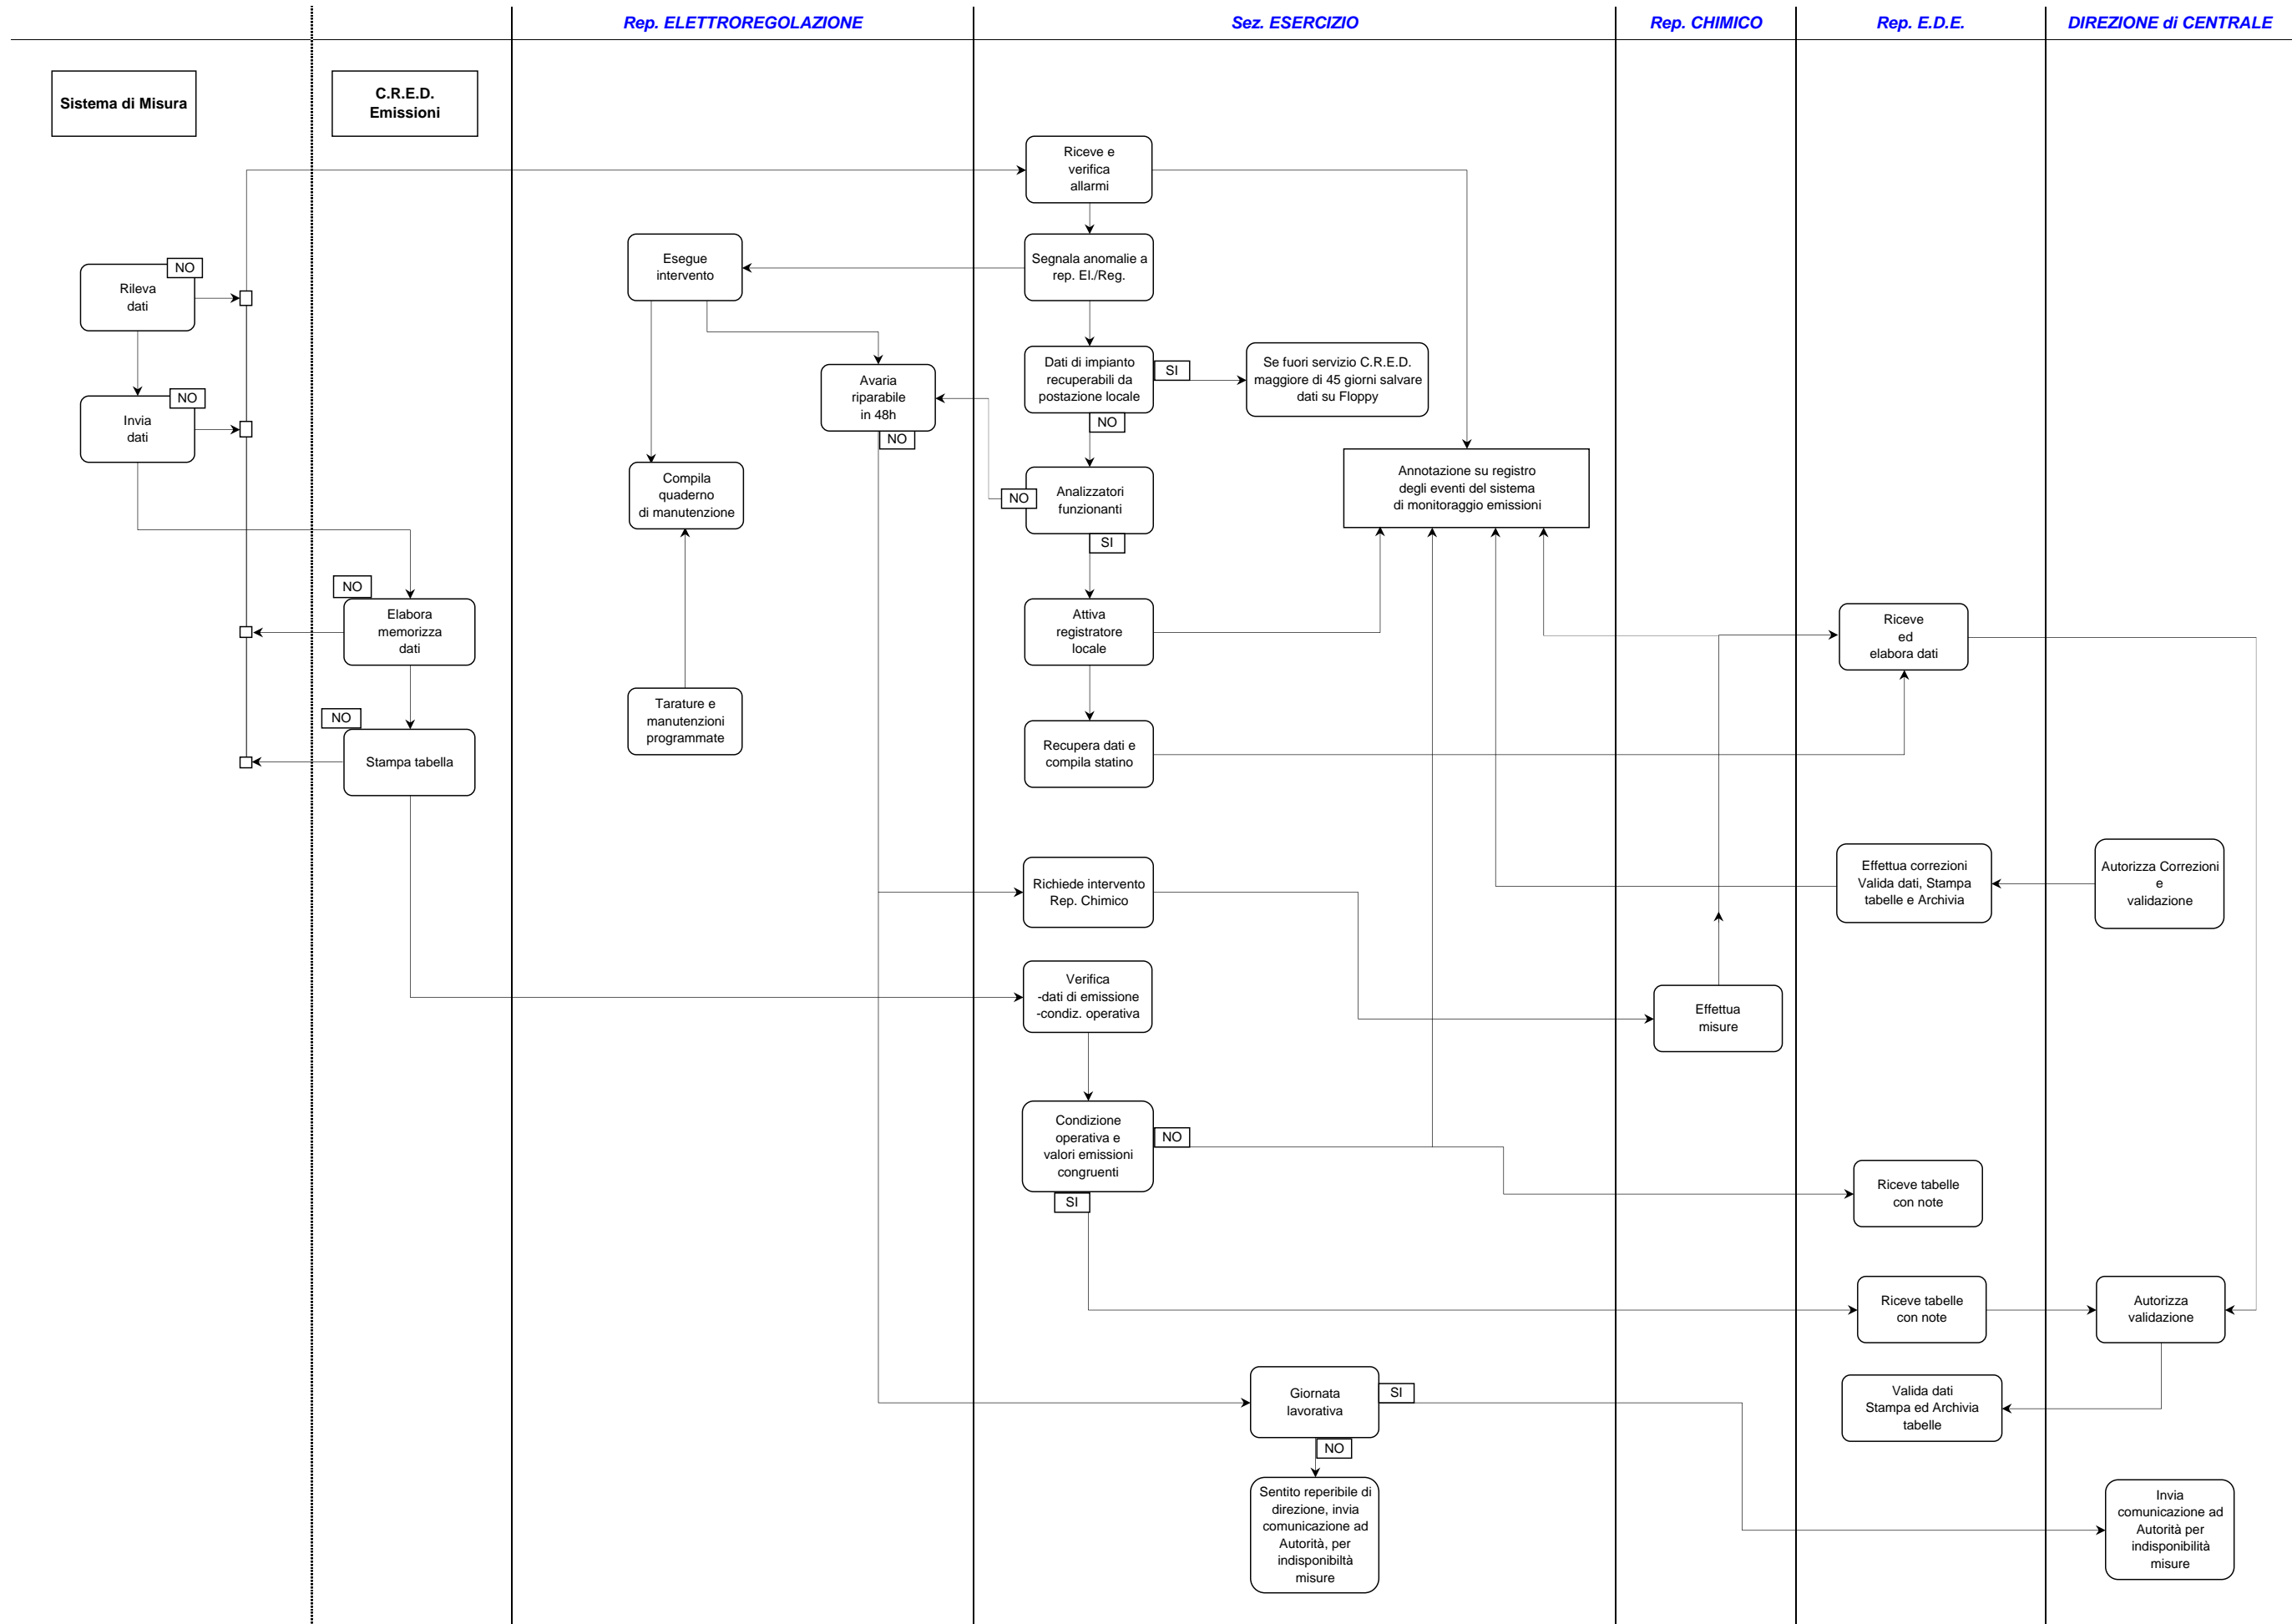 Rep. ELETTROREGOLAZIONE
Sez. ESERCIZIO
Rep. CHIMICO
Rep. E.D.E.
DIREZIONE di CENTRALE
Sistema di Misura
C.R.E.D.
Emissioni
Riceve e
verifica
allarmi
Esegue
intervento
Segnala anomalie a
rep. El./Reg.
NO
Rileva
dati
Avaria
riparabile
in 48h
NO
Dati di impianto
recuperabili da
postazione locale
SI
NO
Se fuori servizio C.R.E.D.
maggiore di 45 giorni salvare
dati su Floppy
NO
Invia
dati
Compila
quaderno
di manutenzione
NO
Analizzatori
funzionanti
SI
Annotazione su registro
degli eventi del sistema
di monitoraggio emissioni
NO
Elabora
memorizza
dati
Attiva
registratore
locale
Riceve
ed
elabora dati
NO
Stampa tabella
Tarature e
manutenzioni
programmate
Recupera dati e
compila statino
Richiede intervento
Rep. Chimico
Effettua correzioni
Valida dati, Stampa
tabelle e Archivia
Autorizza Correzioni
e
validazione
Verifica
-dati di emissione
-condiz. operativa
Effettua
misure
Condizione
operativa e
valori emissioni
congruenti
NO
SI
Riceve tabelle
con note
Riceve tabelle
con note
Autorizza
validazione
Giornata
lavorativa
SI
NO
Valida dati
Stampa ed Archivia
tabelle
Sentito reperibile di
direzione, invia
comunicazione ad
Autorità, per
indisponibiltà
misure
Invia
comunicazione ad
Autorità per
indisponibilità
misure